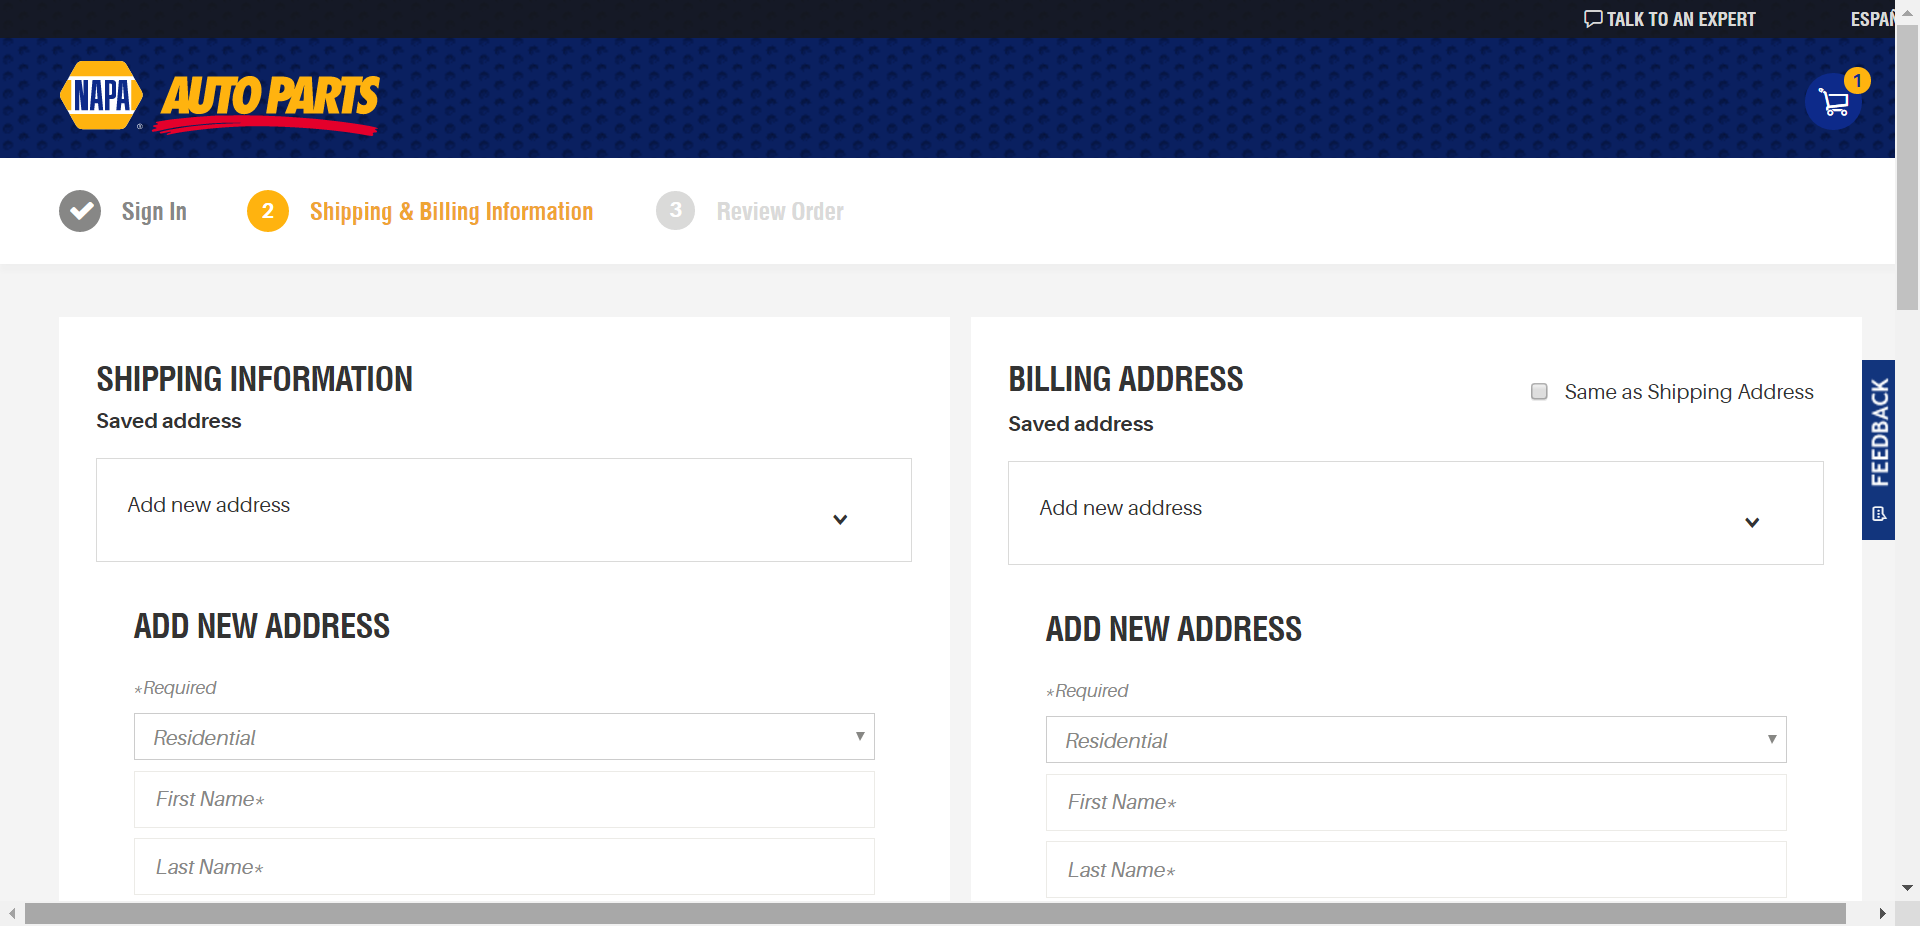 TALK TO AN EXPERT
ESPAÑ
NAPA AUTO PARTS
®
1
Sign In
2 Shipping & Billing Information
3 Review Order
SHIPPING INFORMATION
Saved address
Add new address
ADD NEW ADDRESS
*Required
Residential
First Name*
Last Name*
BILLING ADDRESS
Same as Shipping Address
Saved address
Add new address
ADD NEW ADDRESS
*Required
Residential
First Name*
Last Name*
FEEDBACK